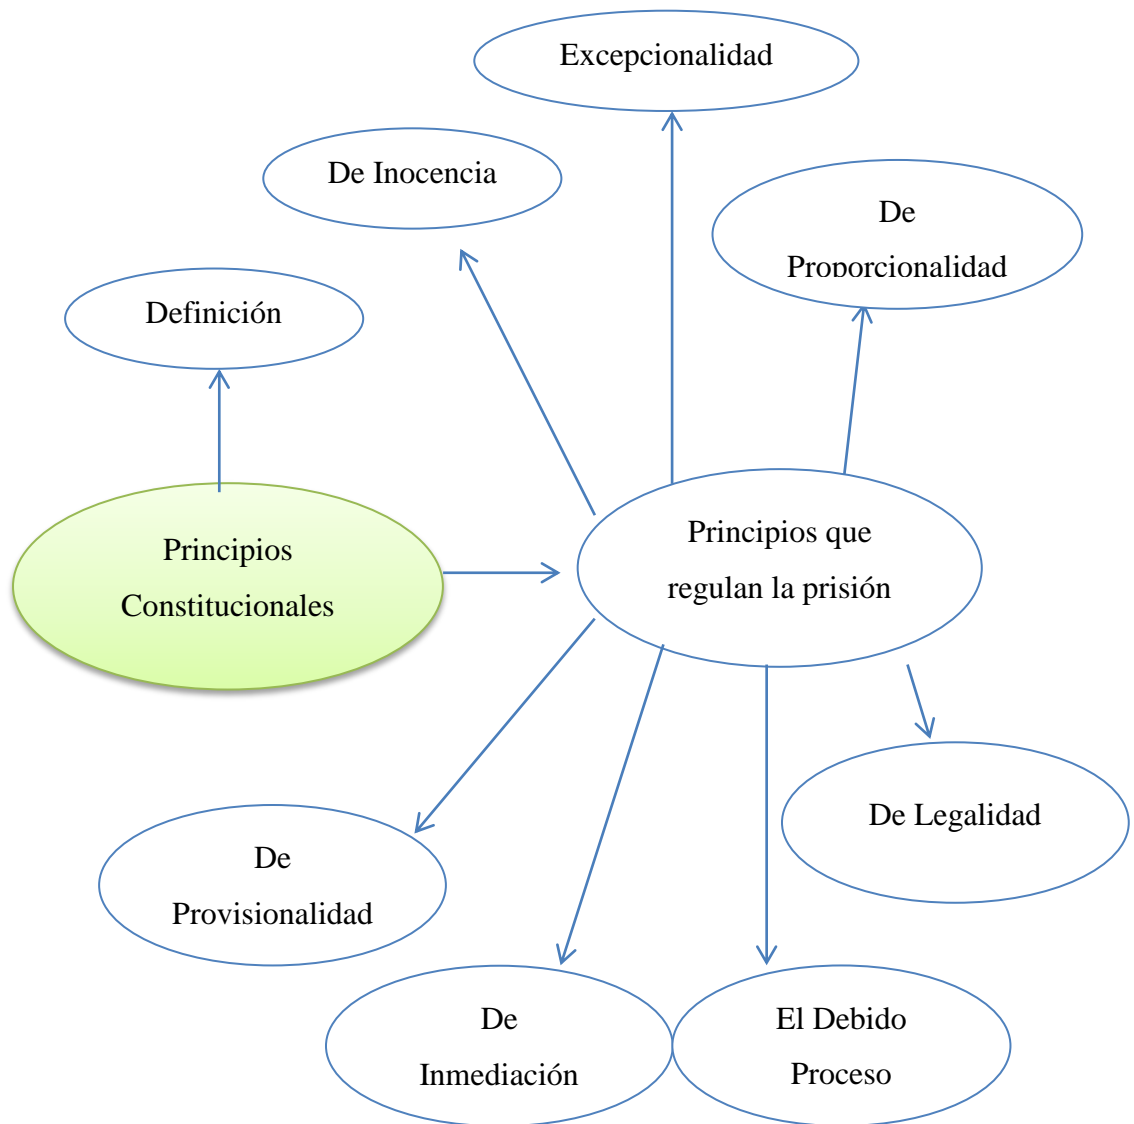 Excepcionalidad
De Inocencia
De
Proporcionalidad
Definición
Principios
Constitucionales
Principios que
regulan la prisión
De Legalidad
De
Provisionalidad
De
Inmediación
El Debido
Proceso